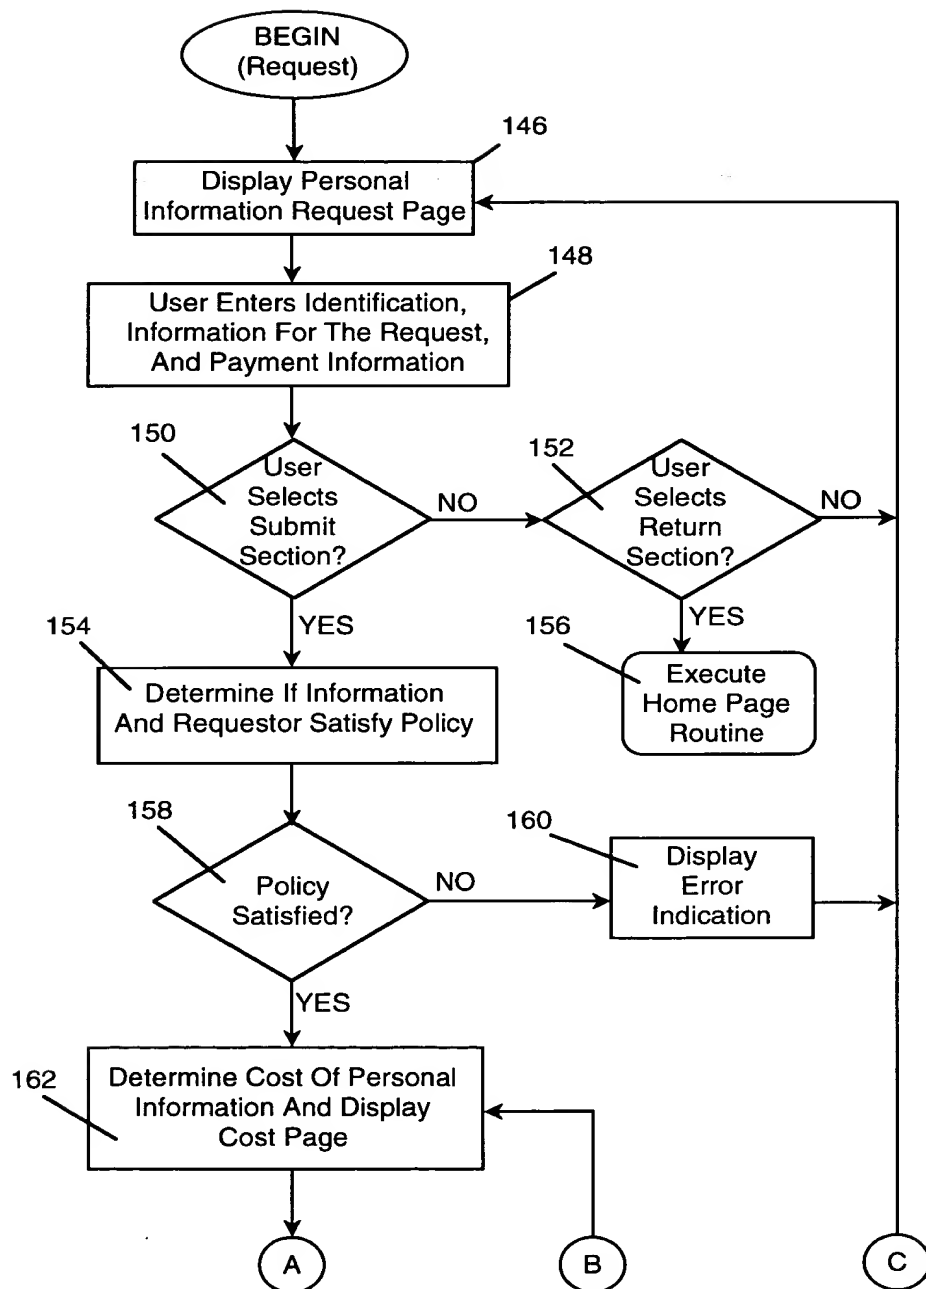 BEGIN
(Request)
146
Display Personal
Information Request Page
148
User Enters Identification,
Information For The Request,
And Payment Information
150
User
Selects
Submit
Section?
NO
152
User
Selects
Return
Section?
NO
YES
YES
154
Determine If Information
And Requestor Satisfy Policy
156
Execute
Home Page
Routine
158
Policy
Satisfied?
NO
160
Display
Error
Indication
YES
162
Determine Cost Of Personal
Information And Display
Cost Page
A
B
C